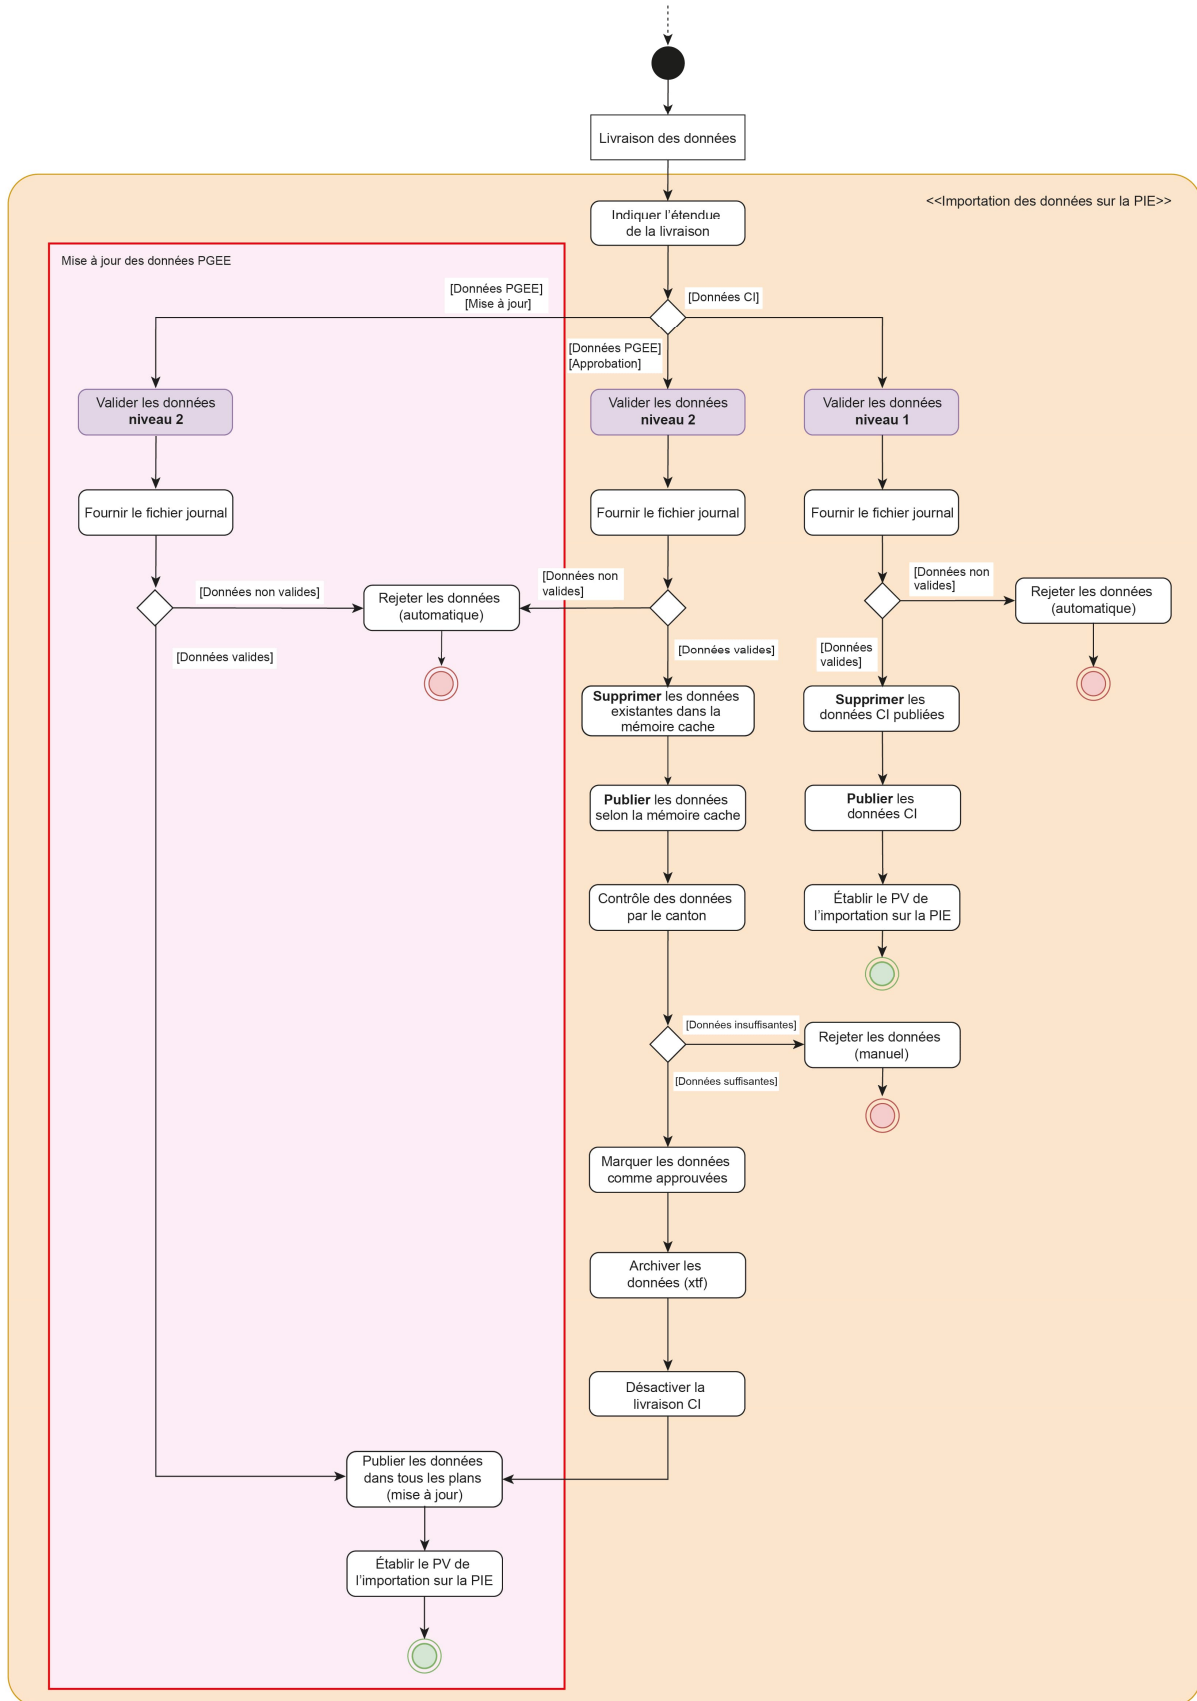 Livraison des données
<<Importation des données sur la PIE>>
Indiquer l'étendue
de la livraison
Mise à jour des données PGEE
[Données PGEE]
[Mise à jour]
[Données CI]
[Données PGEE]
[Approbation]
Valider les données
niveau 2
Valider les données
niveau 2
Valider les données
niveau 1
Fournir le fichier journal
Fournir le fichier journal
Fournir le fichier journal
[Données non valides]
Rejeter les données
(automatique)
[Données non
valides]
[Données non
valides]
Rejeter les données
(automatique)
[Données valides]
[Données valides]
[Données
valides]
Supprimer les données
existantes dans la
mémoire cache
Supprimer les
données CI publiées
Publier les données
selon la mémoire cache
Publier les
données CI
Contrôle des données
par le canton
Établir le PV de
l'importation sur la PIE
[Données insuffisantes]
Rejeter les données
(manuel)
[Données suffisantes]
Marquer les données
comme approuvées
Archiver les
données (xtf)
Désactiver la
livraison CI
Publier les données
dans tous les plans
(mise à jour)
Établir le PV de
l'importation sur la PIE